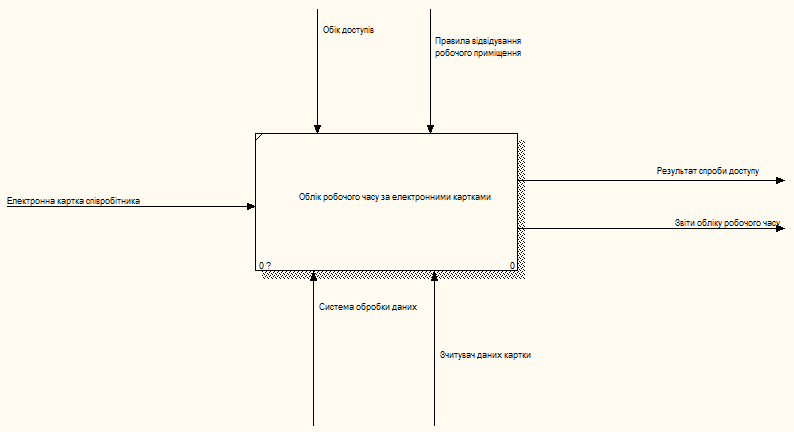 Обік доступів
Правила відвідування
робочого приміщення
Результат спроби доступу
Облік робочого часу за електронними картками
Електронна картка співробітника
Звіти обліку робочого часу
0 ?
0
Система обробки даних
Зчитувач даних картки